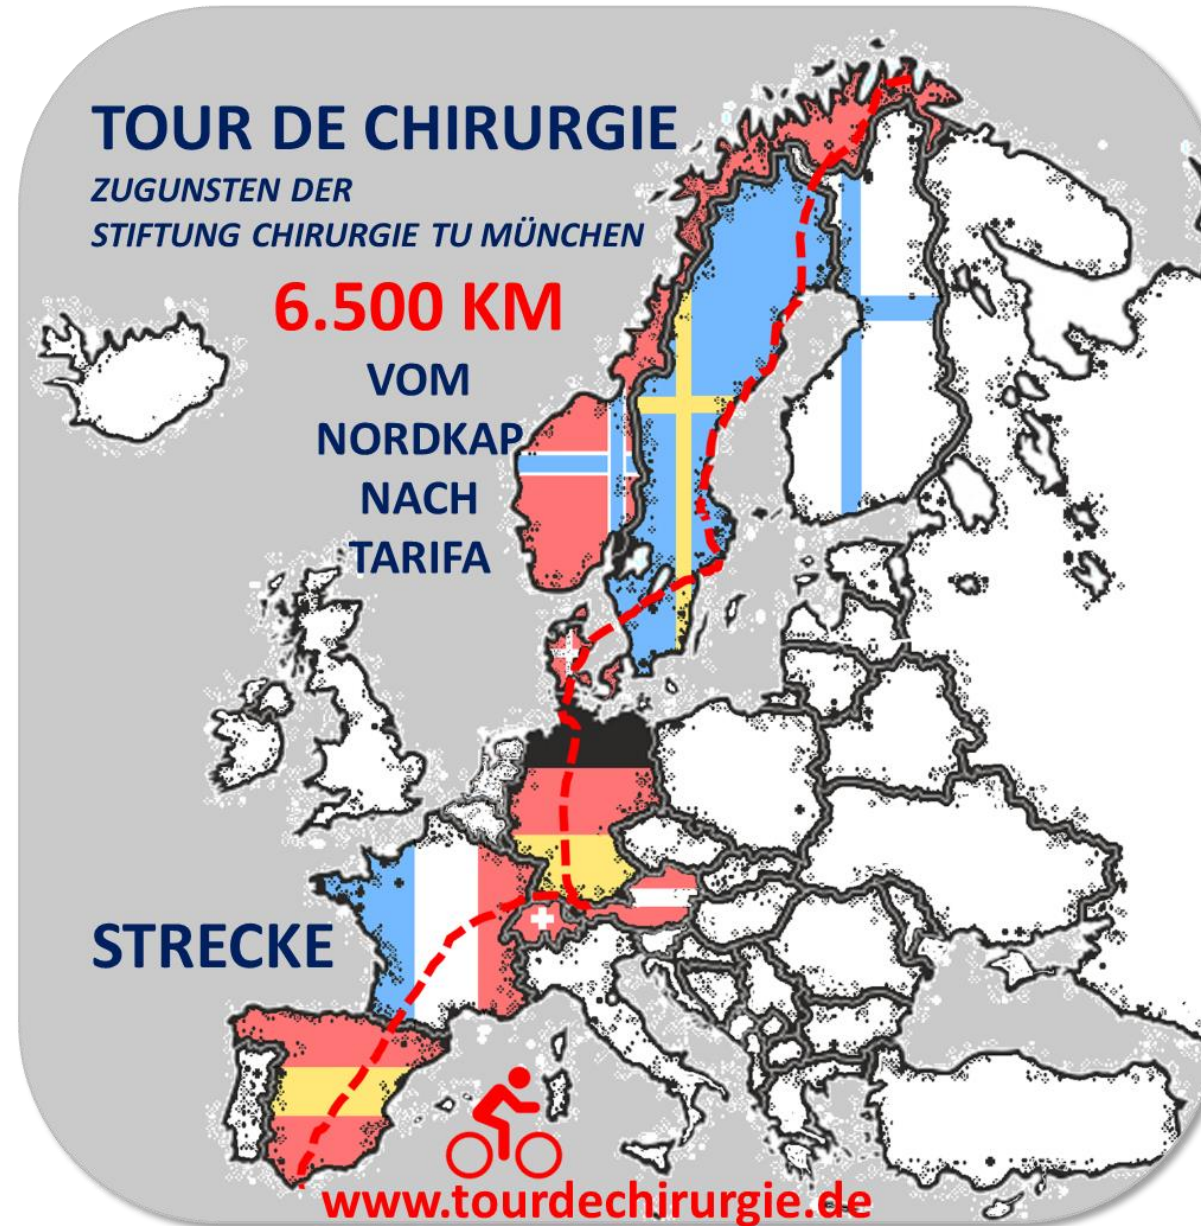 TOUR DE CHIRURGIE
ZUGUNSTEN DER
STIFTUNG CHIRURGIE TU MÜNCHEN
6.500 KM
VOM
NORDKAP
NACH
TARIFA
STRECKE
www.tourdechirurgie.de